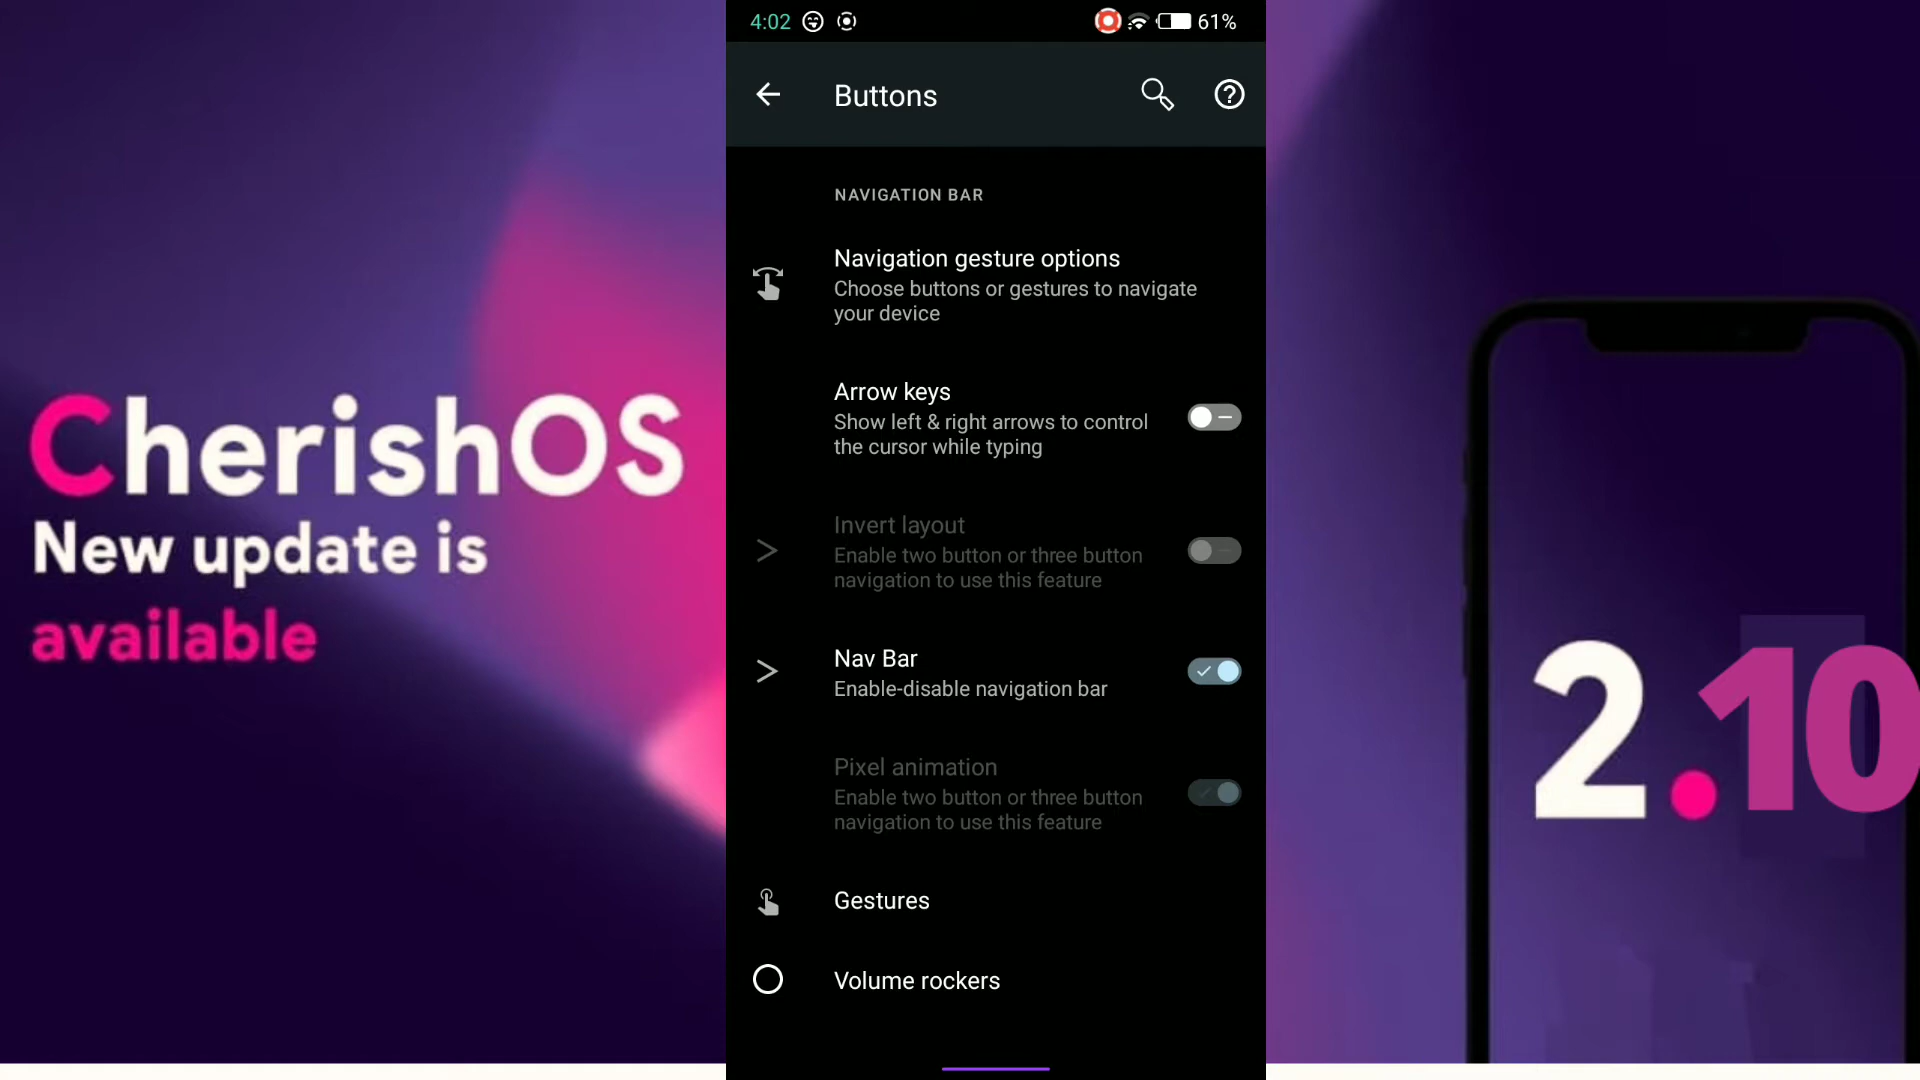 CherishOS
New update is
available
4:02
61%
Buttons
NAVIGATION BAR
Navigation gesture options
Choose buttons or gestures to navigate
your device
Arrow keys
Show left & right arrows to control
the cursor while typing
Invert layout
Enable two button or three button
navigation to use this feature
Nav Bar
Enable-disable navigation bar
Pixel animation
Enable two button or three button
navigation to use this feature
Gestures
Volume rockers
2.10